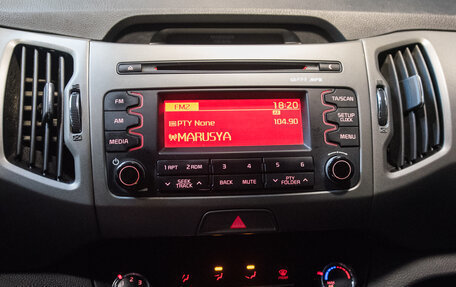 FM
AM
MEDIA
FM2 18:20
AF
PTY None 104.90
MARUSYA
TA/SCAN
SETUP
CLOCK
MENU
1 RPT 2 RDM 3 4 5 6
SEEK
TRACK
BACK MUTE
PTY
FOLDER